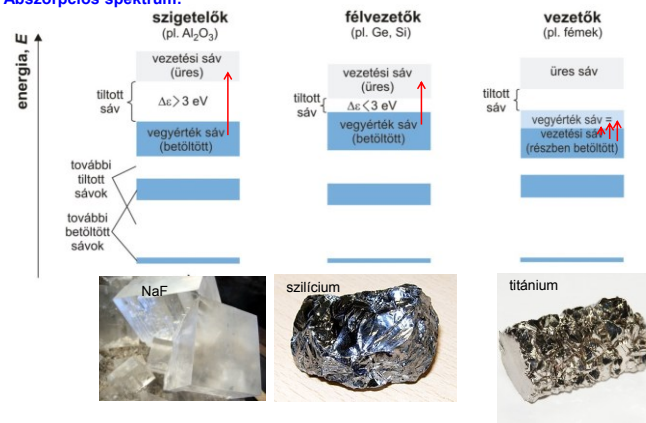 Abszorpciós spektrum:
szigetelők
(pl. Al₂O₃)
félvezetők
(pl. Ge, Si)
vezetők
(pl. fémek)
energia, E
vezetési sáv
(üres)
tiltott
sáv
Δε>3 eV
vegyérték sáv
(betöltött)
vezetési sáv
(üres)
tiltott
sáv
Δε<3 eV
vegyérték sáv
(betöltött)
üres sáv
tiltott
sáv
vegyérték sáv =
vezetési sáv
(részben betöltött)
további
tiltott
sávok
további
betöltött
sávok
NaF
szilícium
titánium